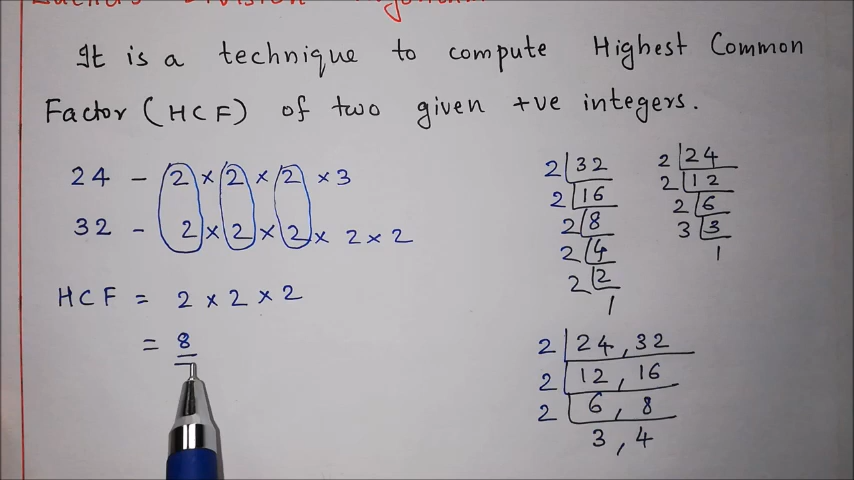 It is a technique to compute Highest Common
Factor (HCF) of two given +ve integers.
24 - 2 × 2 × 2 × 3
32 - 2 × 2 × 2 × 2 × 2
HCF = 2 × 2 × 2
= 8
2 | 32
2 | 16
2 | 8
2 | 4
2 | 2
1
2 | 24
2 | 12
2 | 6
3 | 3
1
2 | 24, 32
2 | 12, 16
2 | 6, 8
3, 4